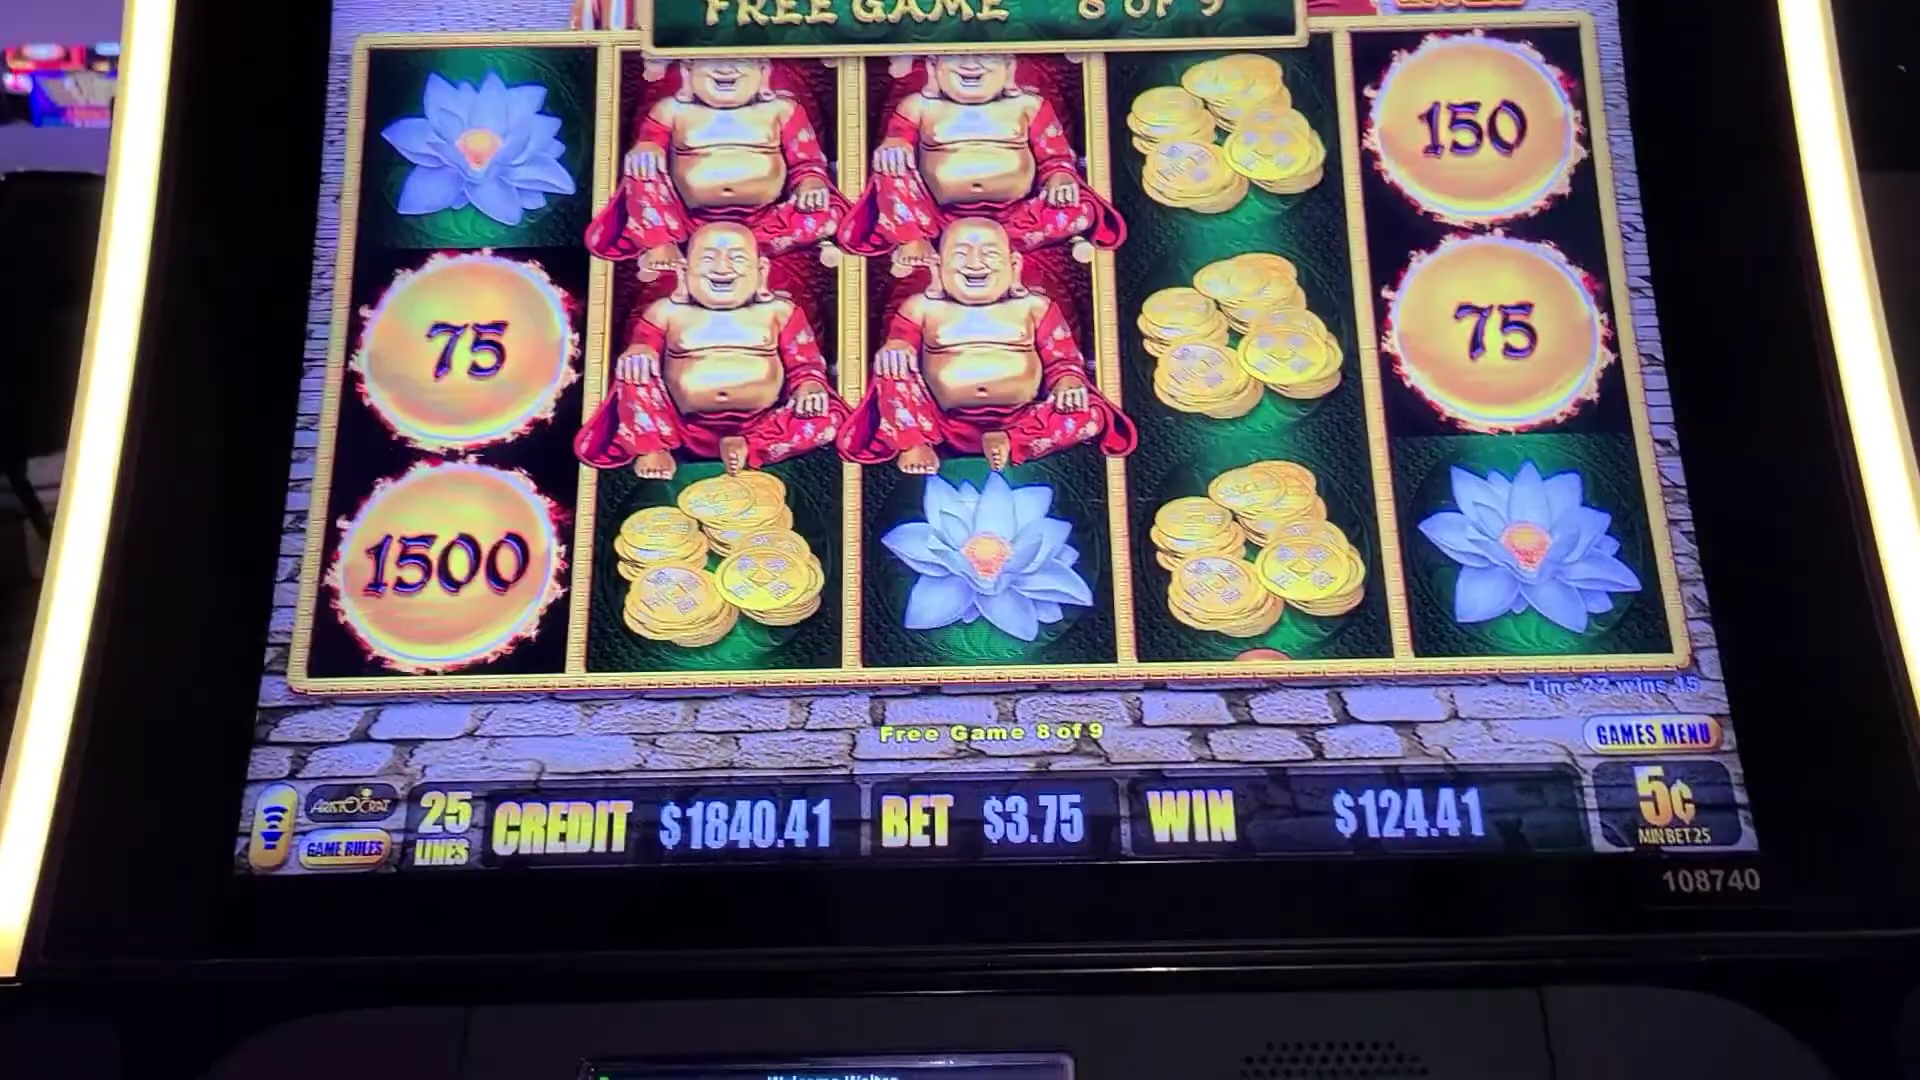 FREE GAME 8 OF 9
150
75
75
1500
Line 22 wins 15
Free Game 8 of 9
GAMES MENU
ARISTOCRAT
GAME RULES
25
LINES
CREDIT $1840.41
BET $3.75
WIN $124.41
5¢
MIN BET 25
108740
Welcome